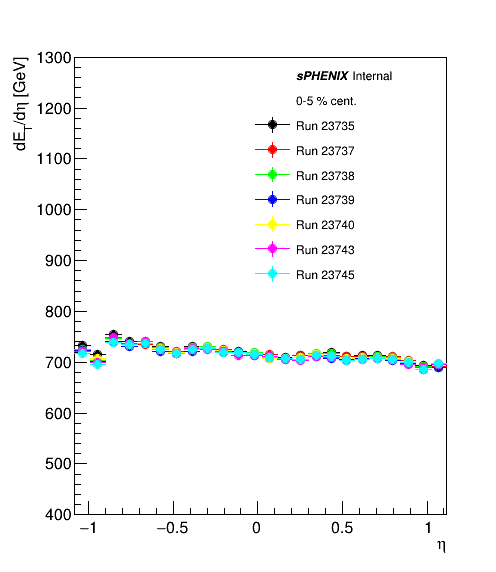 1300
1200
1100
1000
900
800
700
600
500
400
dE_T/dη [GeV]
sPHENIX Internal
0-5 % cent.
Run 23735
Run 23737
Run 23738
Run 23739
Run 23740
Run 23743
Run 23745
−1 −0.5 0 0.5 1
η